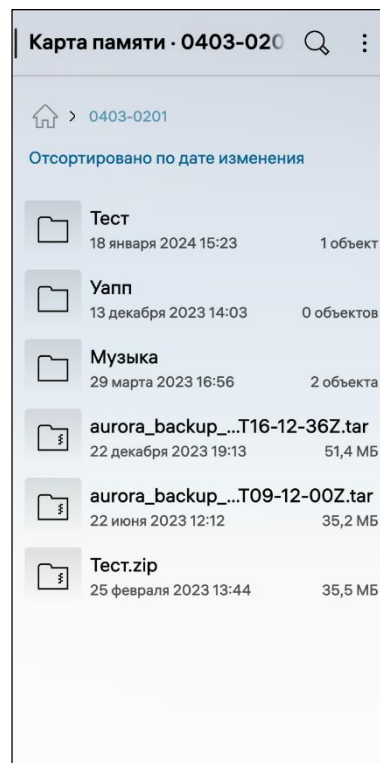 Карта памяти · 0403-020
0403-0201
Отсортировано по дате изменения
Тест
18 января 2024 15:23 1 объект
Уапп
13 декабря 2023 14:03 0 объектов
Музыка
29 марта 2023 16:56 2 объекта
aurora_backup_...T16-12-36Z.tar
22 декабря 2023 19:13 51,4 МБ
aurora_backup_...T09-12-00Z.tar
22 июня 2023 12:12 35,2 МБ
Тест.zip
25 февраля 2023 13:44 35,5 МБ